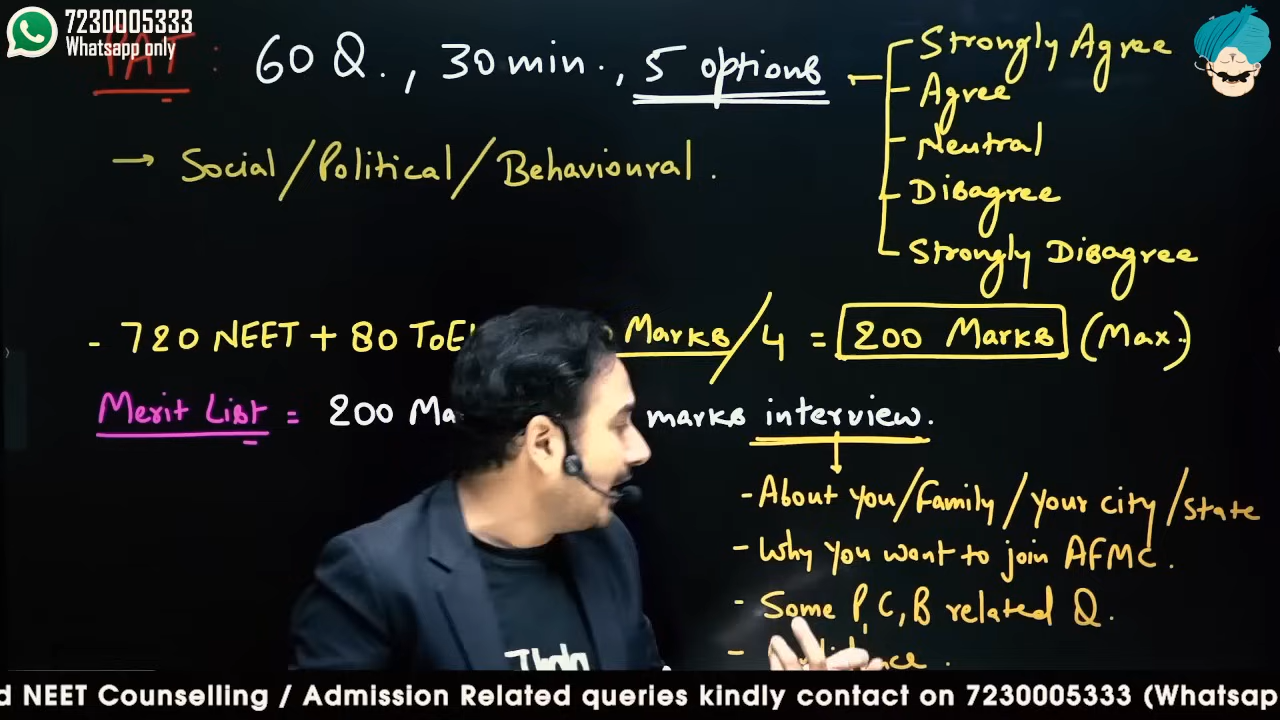 7230005333
Whatsapp only
PAT : 60 Q. , 30 min. , 5 options
Strongly Agree
Agree
Neutral
Disagree
Strongly Disagree
→ Social/Political/Behavioural.
- 720 NEET + 80 ToE Marks/4 = 200 Marks (Max.)
Merit List = 200 Ma marks interview.
- About you/Family/your city/State
- Why you want to join AFMC.
- Some P, C, B related Q.
d NEET Counselling / Admission Related queries kindly contact on 7230005333 (Whatsap